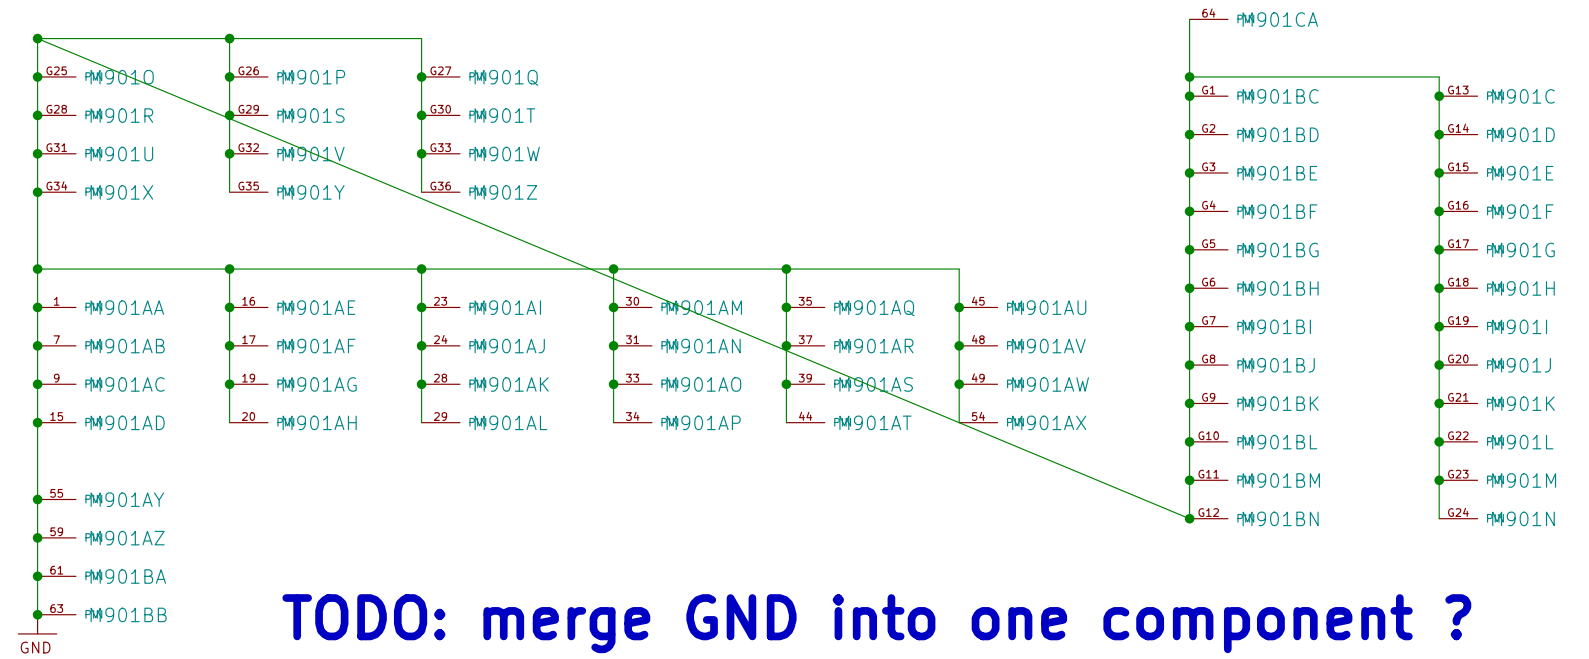 64 M901CA
G25 M901O G26 M901P G27 M901Q
G1 M901BC G13 M901C
G28 M901R G29 M901S G30 M901T
G2 M901BD G14 M901D
G31 M901U G32 M901V G33 M901W
G3 M901BE G15 M901E
G34 M901X G35 M901Y G36 M901Z
G4 M901BF G16 M901F
G5 M901BG G17 M901G
G6 M901BH G18 M901H
1 M901AA 16 M901AE 23 M901AI 30 M901AM 35 M901AQ 45 M901AU
G7 M901BI G19 M901I
7 M901AB 17 M901AF 24 M901AJ 31 M901AN 37 M901AR 48 M901AV
G8 M901BJ G20 M901J
9 M901AC 19 M901AG 28 M901AK 33 M901AO 39 M901AS 49 M901AW
G9 M901BK G21 M901K
15 M901AD 20 M901AH 29 M901AL 34 M901AP 44 M901AT 54 M901AX
G10 M901BL G22 M901L
G11 M901BM G23 M901M
55 M901AY
G12 M901BN G24 M901N
59 M901AZ
61 M901BA
63 M901BB
TODO: merge GND into one component ?
GND